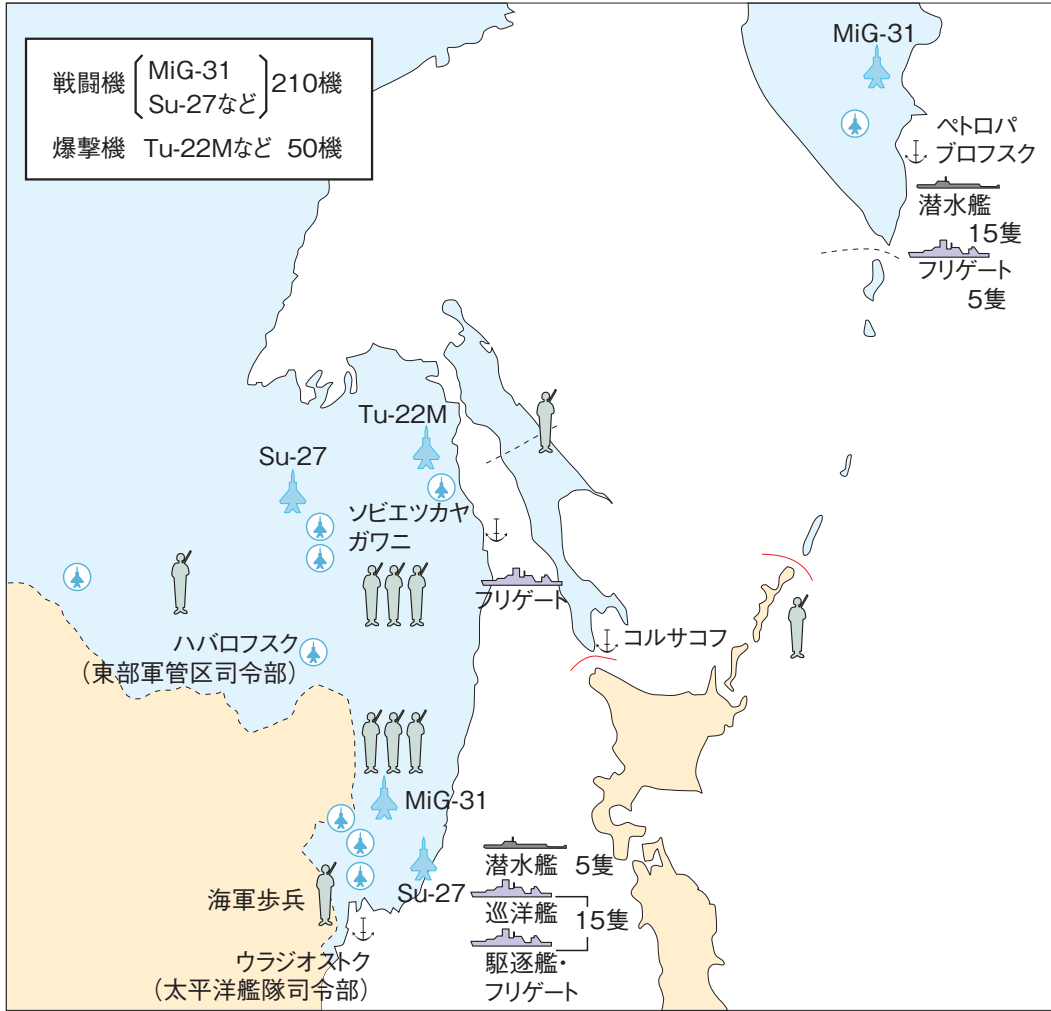 戦闘機 MiG-31 Su-27など 210機
爆撃機 Tu-22Mなど 50機
MiG-31
ペトロパ
ブロフスク
潜水艦
15隻
フリゲート
5隻
Tu-22M
Su-27
ソビエツカヤ
ガワニ
フリゲート
コルサコフ
ハバロフスク
(東部軍管区司令部)
MiG-31
Su-27
海軍歩兵
ウラジオストク
(太平洋艦隊司令部)
潜水艦 5隻
巡洋艦
15隻
駆逐艦・
フリゲート